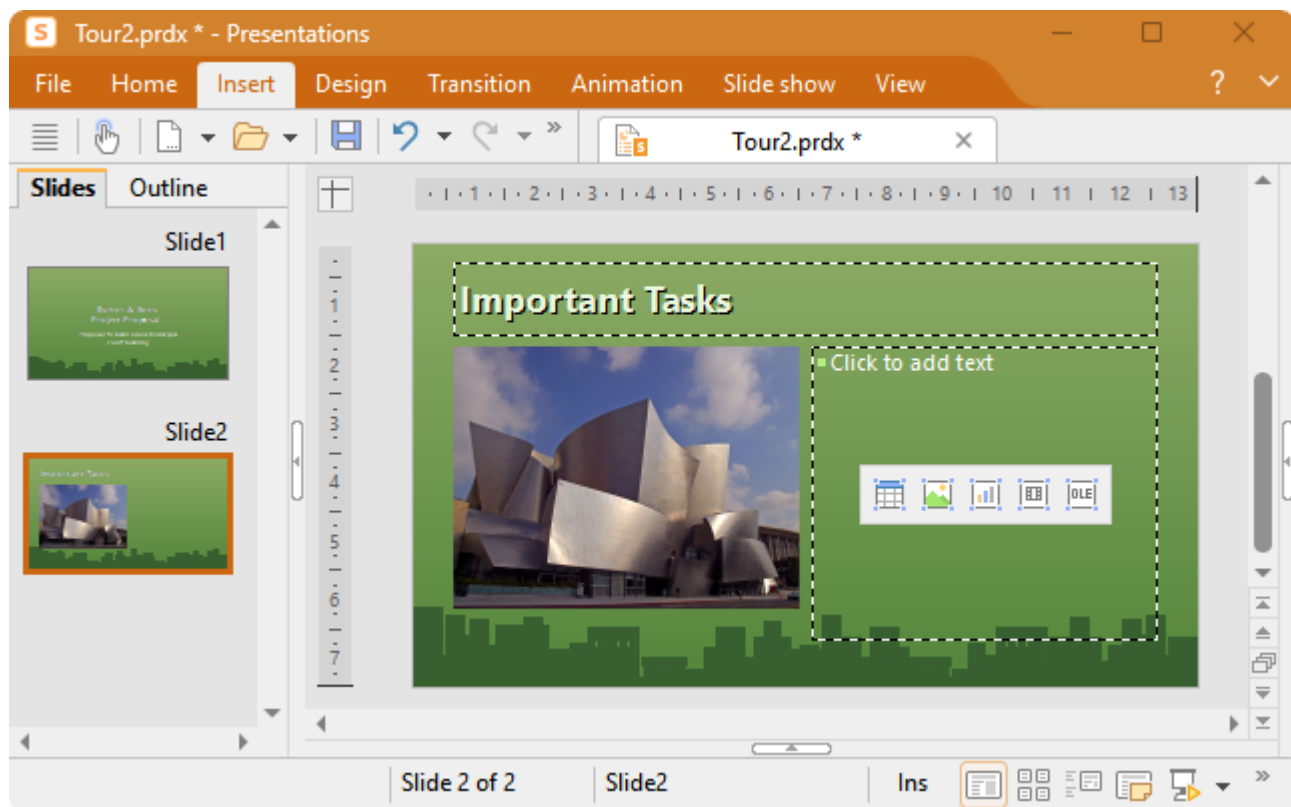 S Tour2.prdx * - Presentations
File Home Insert Design Transition Animation Slide show View ?
Tour2.prdx *
Slides Outline
1 2 3 4 5 6 7 8 9 10 11 12 13
Slide1
Slide2
Important Tasks
1
2
3
4
5
6
7
Important Tasks
Click to add text
OLE
Slide 2 of 2 Slide2 Ins